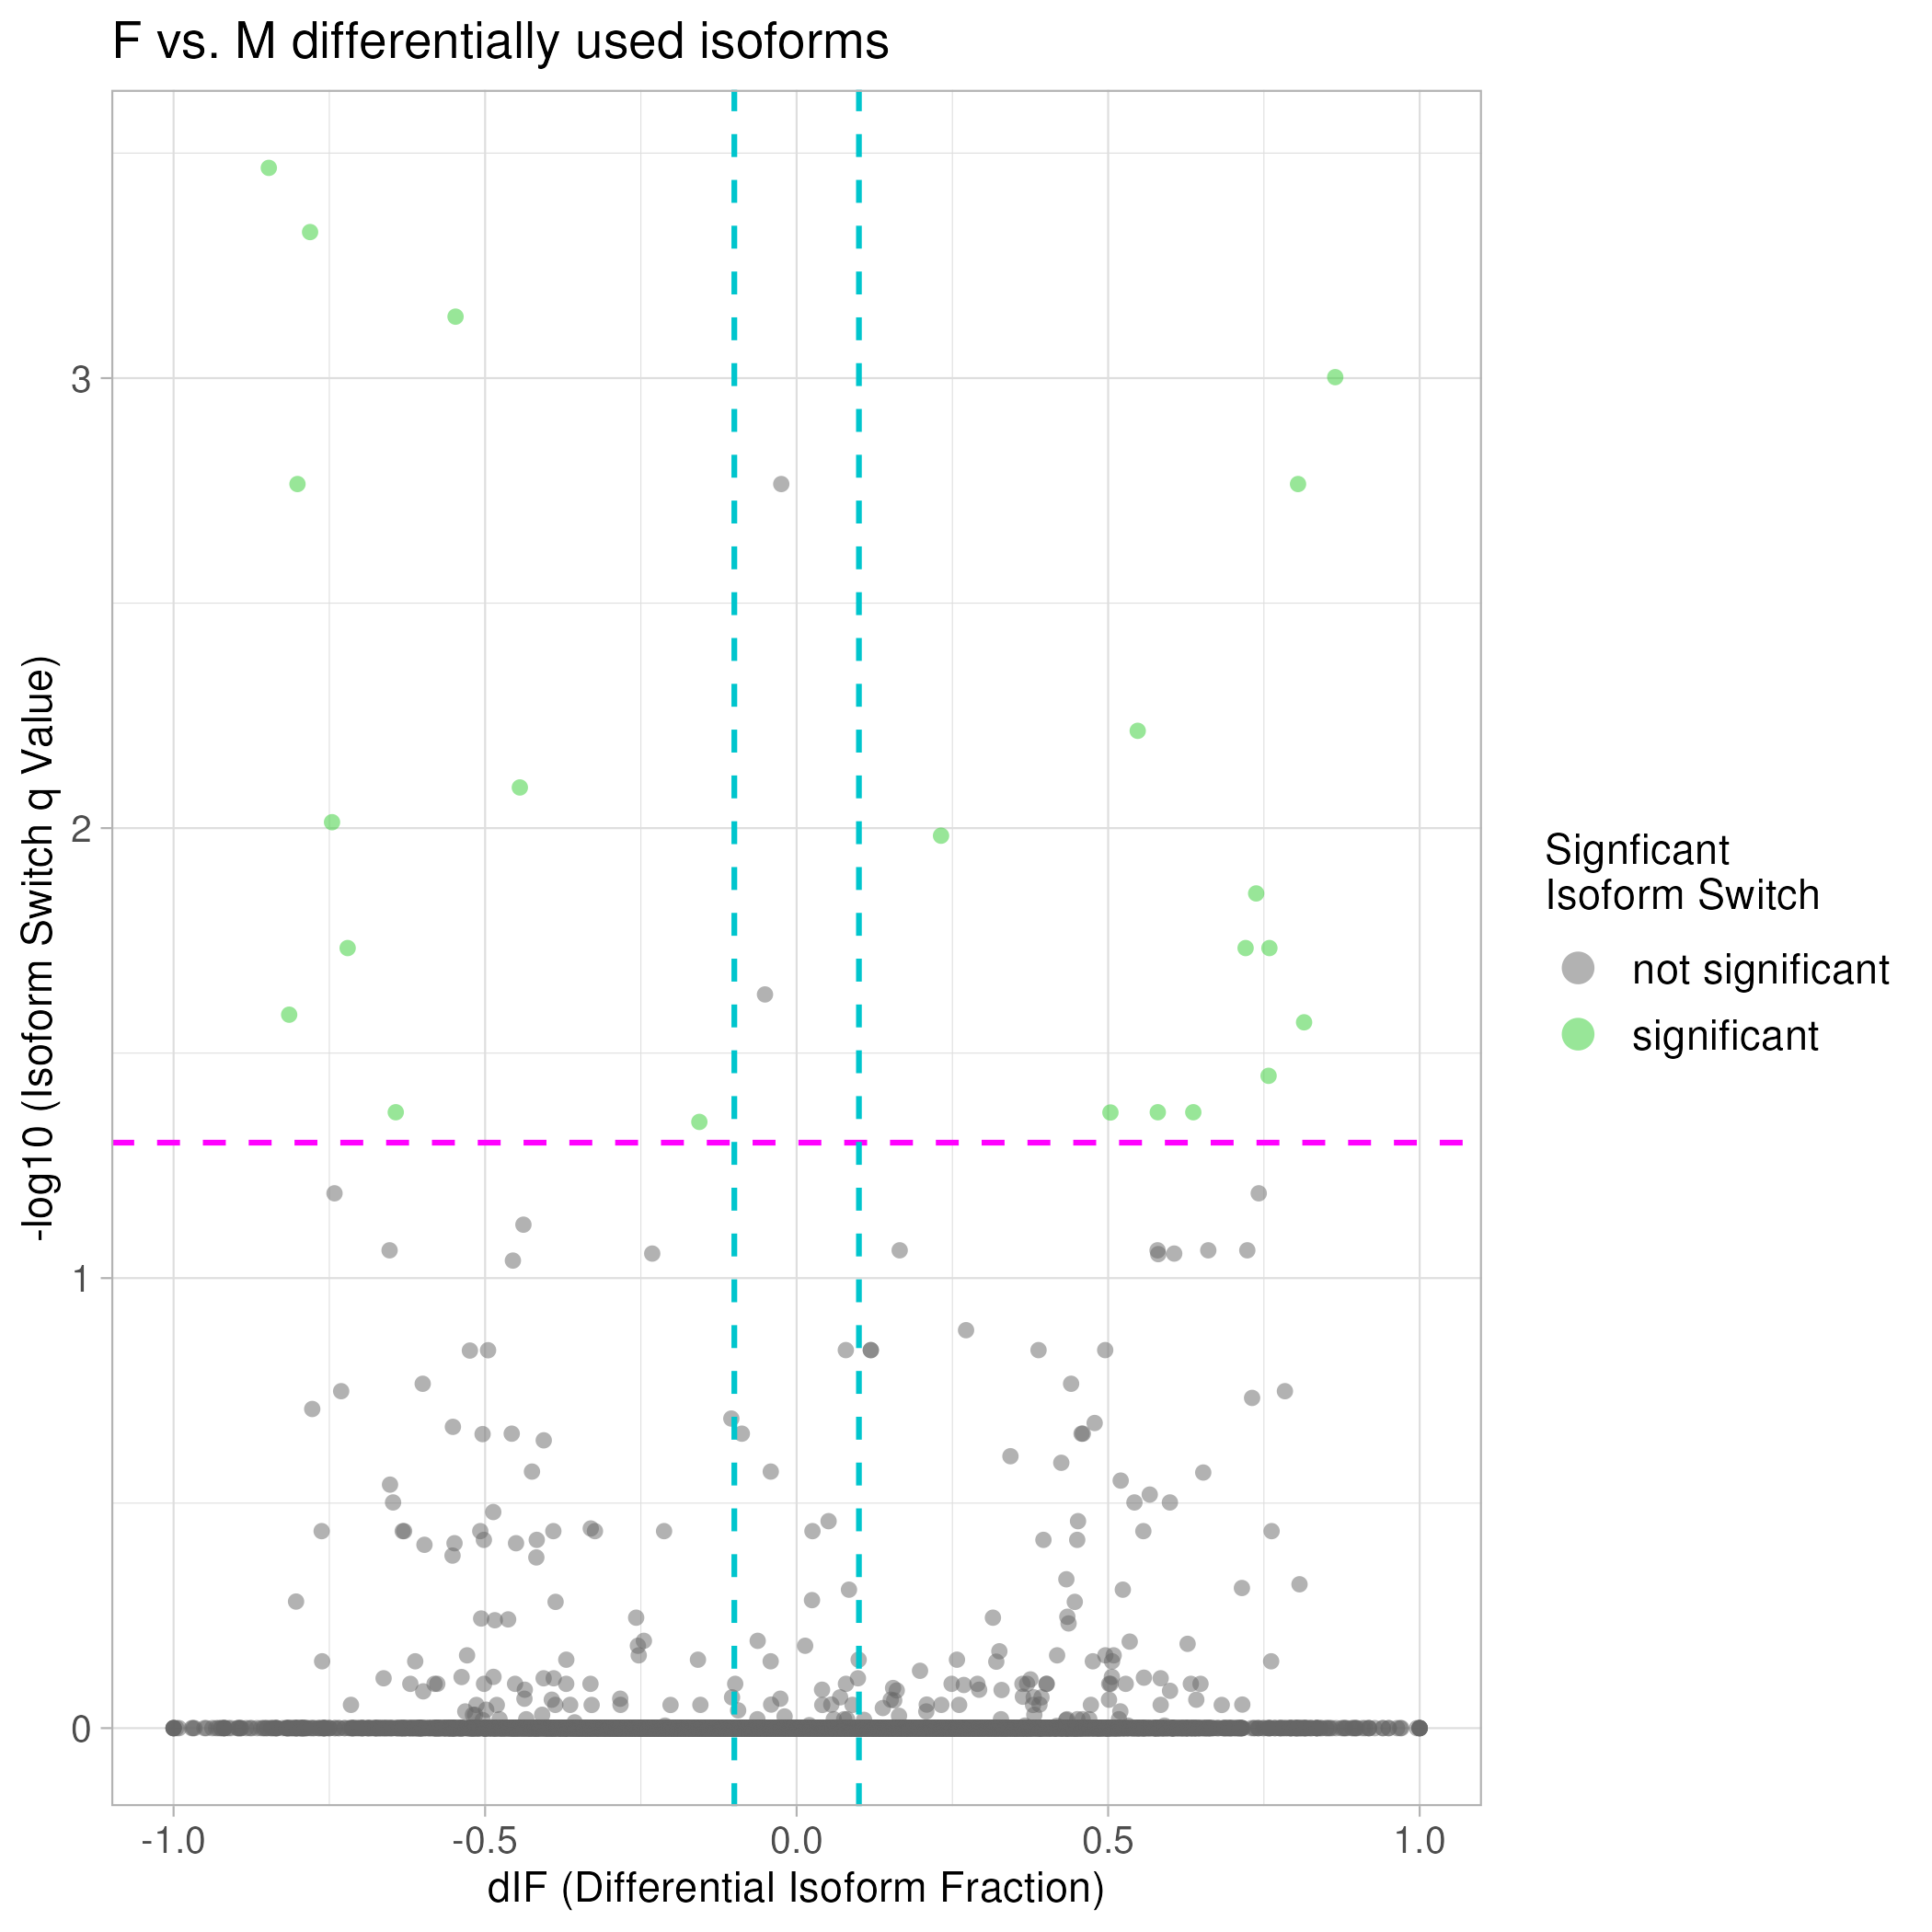 F vs. M differentially used isoforms
-log10 (Isoform Switch q Value)
3
2
1
0
-1.0
-0.5
0.0
0.5
1.0
dIF (Differential Isoform Fraction)
Signficant
Isoform Switch
not significant
significant